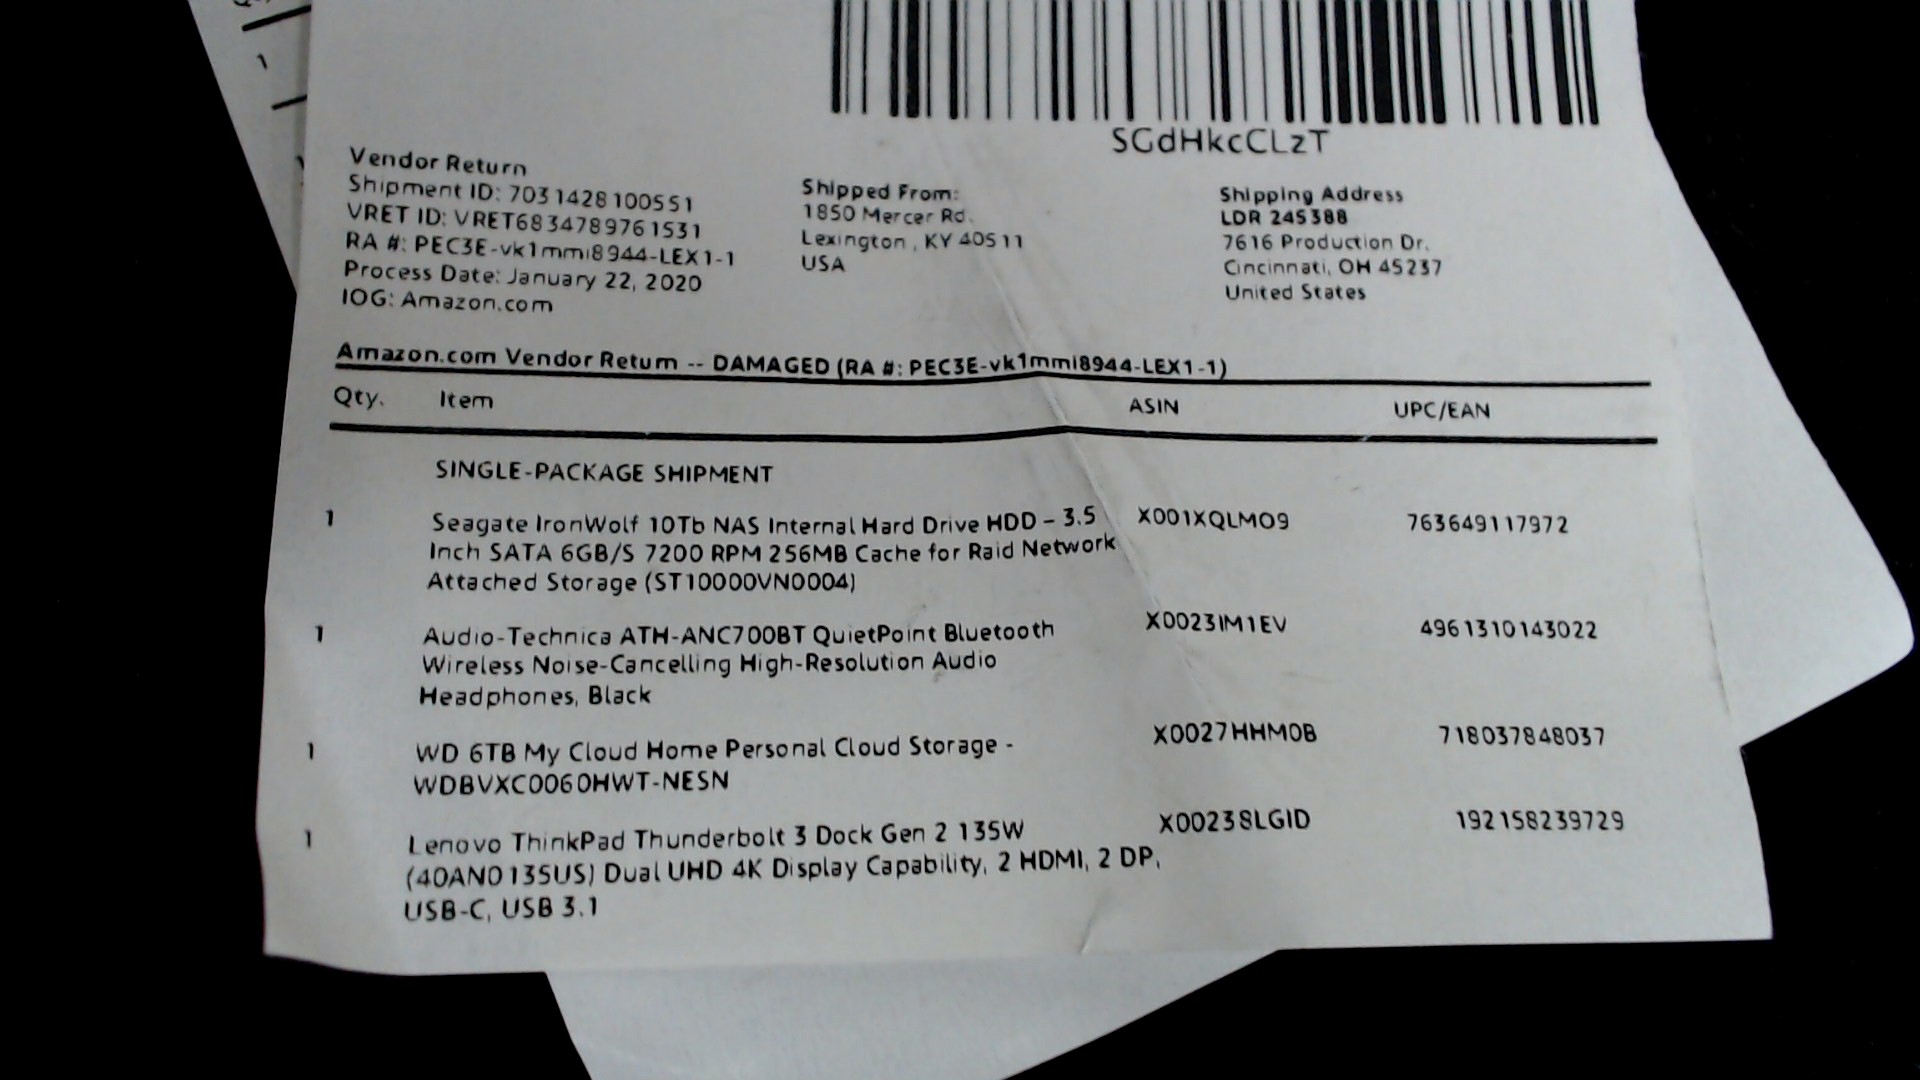 1
SGdHkcCLzT
Vendor Return
Shipment ID: 7031428100551
VRET ID: VRET6834789761531
RA #: PEC3E-vk1mmi8944-LEX1-1
Process Date: January 22, 2020
IOG: Amazon.com
Shipped From:
1850 Mercer Rd.
Lexington , KY 40511
USA
Shipping Address
LDR 245388
7616 Production Dr.
Cincinnati, OH 45237
United States
Amazon.com Vendor Return -- DAMAGED (RA #: PEC3E-vk1mmi8944-LEX1-1)
Qty. Item ASIN UPC/EAN
SINGLE-PACKAGE SHIPMENT
1 Seagate IronWolf 10Tb NAS Internal Hard Drive HDD – 3.5 X001XQLMO9 763649117972
Inch SATA 6GB/S 7200 RPM 256MB Cache for Raid Network
Attached Storage (ST10000VN0004)
1 Audio-Technica ATH-ANC700BT QuietPoint Bluetooth X0023IM1EV 4961310143022
Wireless Noise-Cancelling High-Resolution Audio
Headphones, Black
1 WD 6TB My Cloud Home Personal Cloud Storage - X0027HHM0B 718037848037
WDBVXC0060HWT-NESN
1 Lenovo ThinkPad Thunderbolt 3 Dock Gen 2 135W X00238LGID 192158239729
(40AN0135US) Dual UHD 4K Display Capability, 2 HDMI, 2 DP,
USB-C, USB 3.1